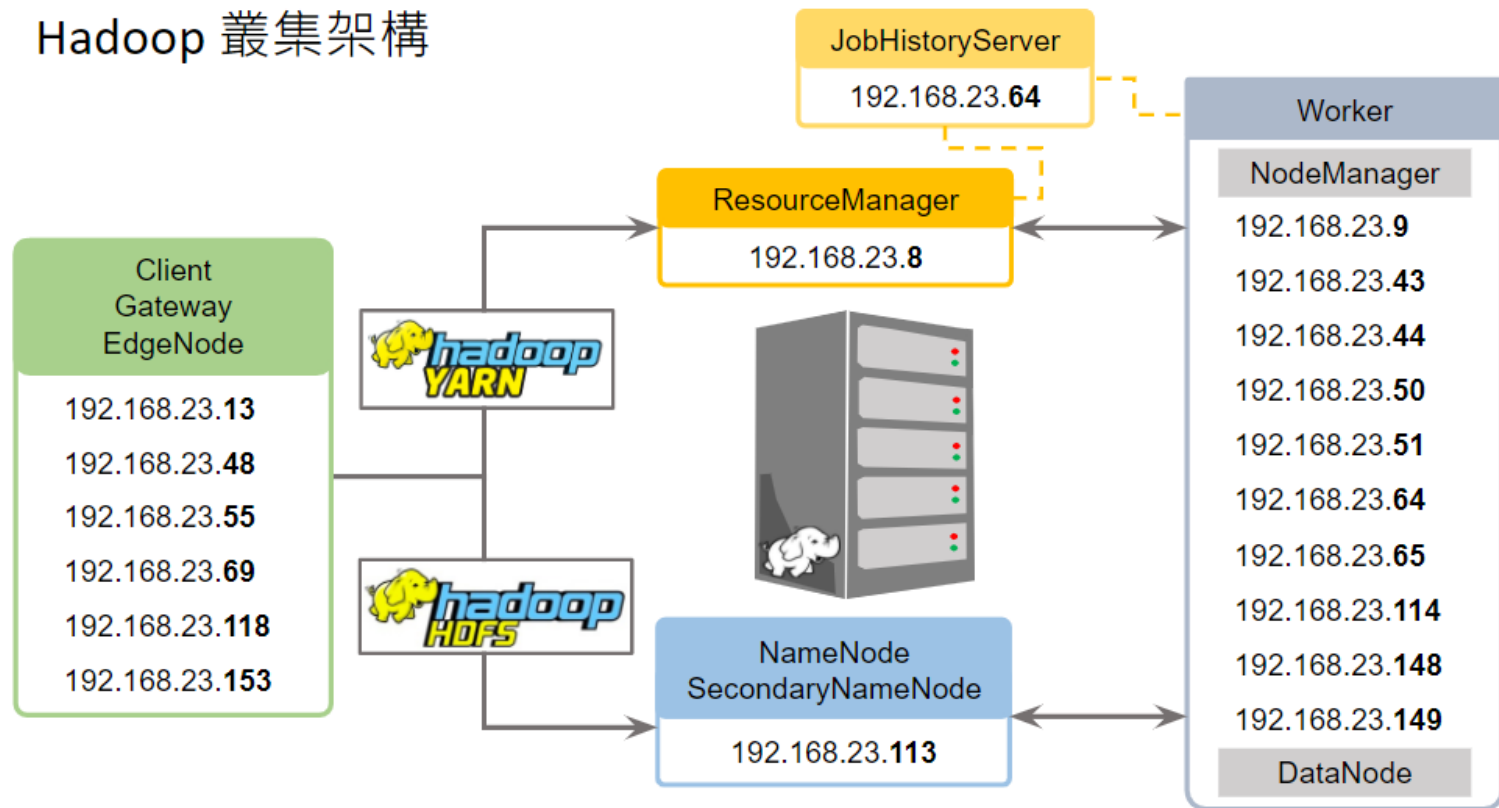 Hadoop 叢集架構
JobHistoryServer
192.168.23.64
Worker
NodeManager
192.168.23.9
192.168.23.43
192.168.23.44
192.168.23.50
192.168.23.51
192.168.23.64
192.168.23.65
192.168.23.114
192.168.23.148
192.168.23.149
DataNode
ResourceManager
192.168.23.8
Client
Gateway
EdgeNode
192.168.23.13
192.168.23.48
192.168.23.55
192.168.23.69
192.168.23.118
192.168.23.153
hadoop
YARN
hadoop
HDFS
NameNode
SecondaryNameNode
192.168.23.113